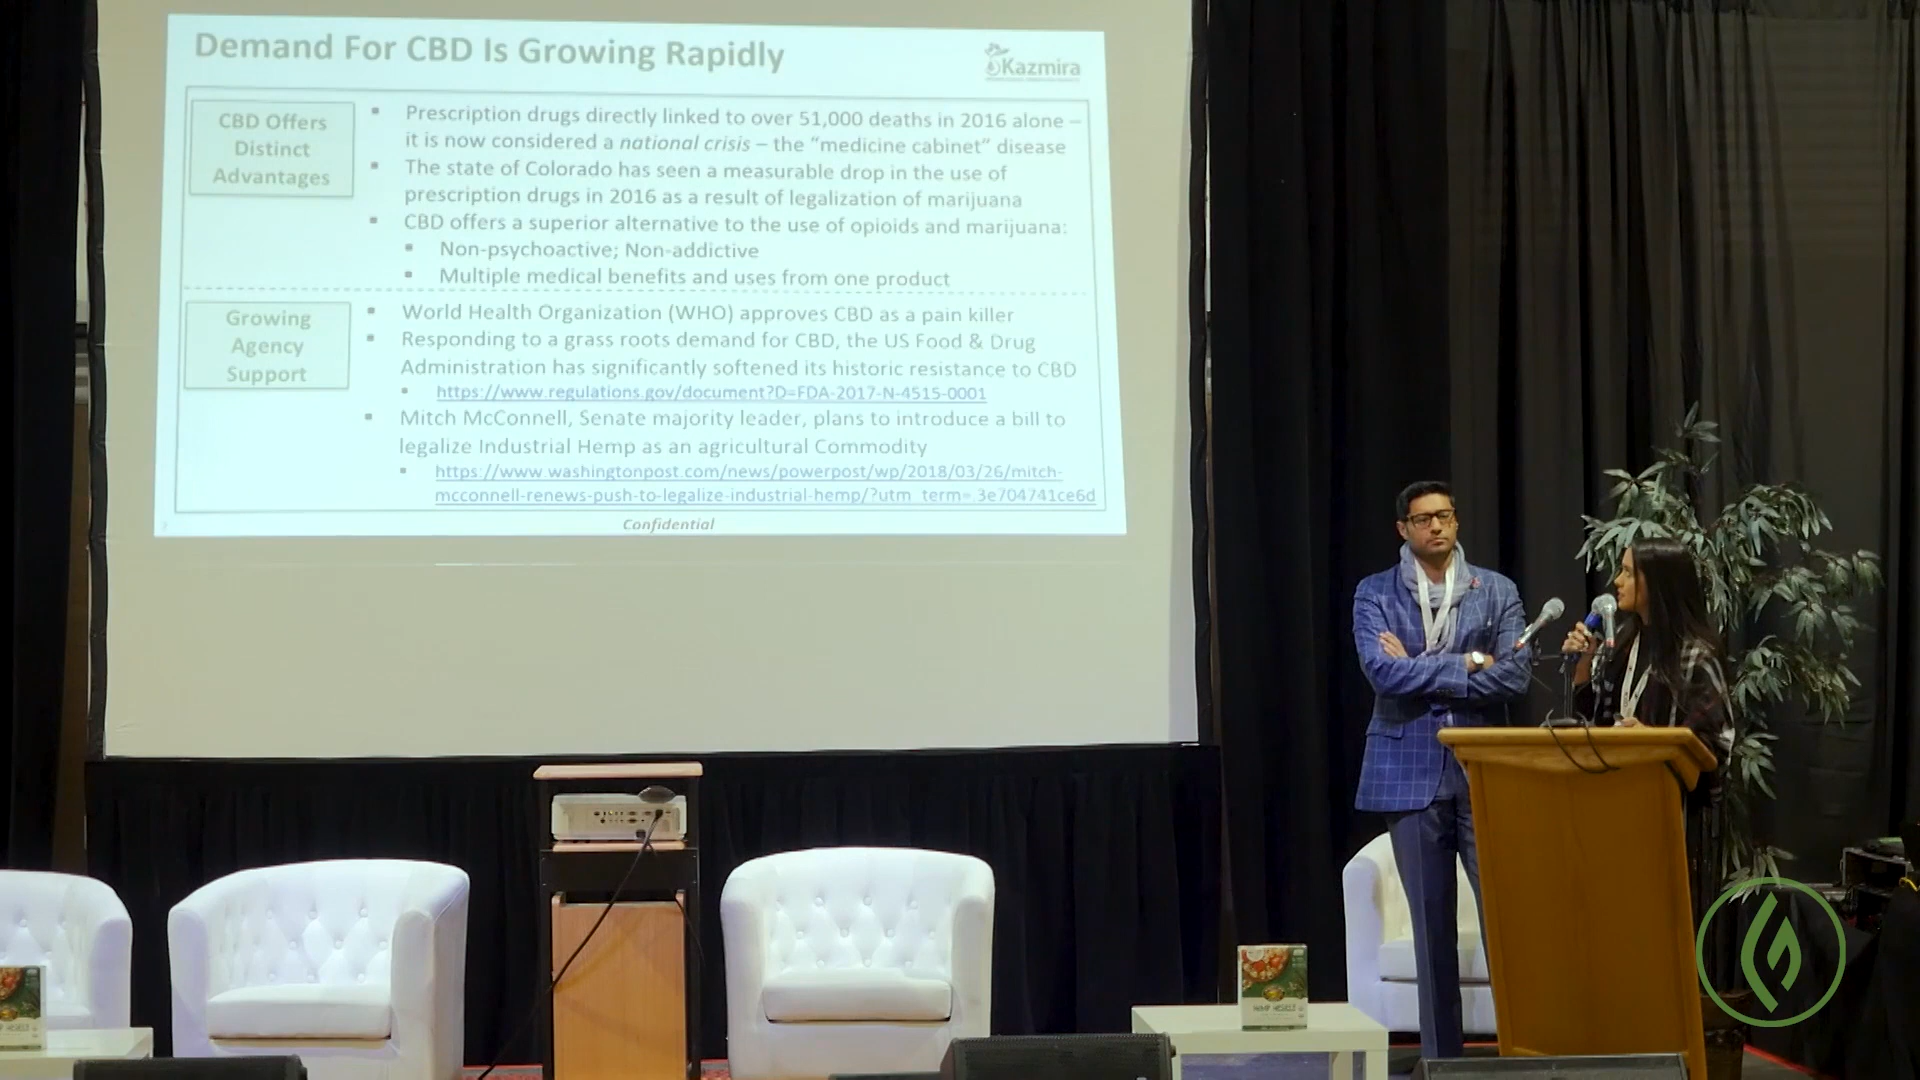 Demand For CBD Is Growing Rapidly
Kazmira
CBD Offers
Distinct
Advantages
▪ Prescription drugs directly linked to over 51,000 deaths in 2016 alone –
it is now considered a national crisis – the “medicine cabinet” disease
▪ The state of Colorado has seen a measurable drop in the use of
prescription drugs in 2016 as a result of legalization of marijuana
▪ CBD offers a superior alternative to the use of opioids and marijuana:
▪ Non-psychoactive; Non-addictive
▪ Multiple medical benefits and uses from one product
Growing
Agency
Support
▪ World Health Organization (WHO) approves CBD as a pain killer
▪ Responding to a grass roots demand for CBD, the US Food & Drug
Administration has significantly softened its historic resistance to CBD
▪ https://www.regulations.gov/document?D=FDA-2017-N-4515-0001
▪ Mitch McConnell, Senate majority leader, plans to introduce a bill to
legalize Industrial Hemp as an agricultural Commodity
▪ https://www.washingtonpost.com/news/powerpost/wp/2018/03/26/mitch-
mcconnell-renews-push-to-legalize-industrial-hemp/?utm_term=.3e704741ce6d
Confidential
HEMP